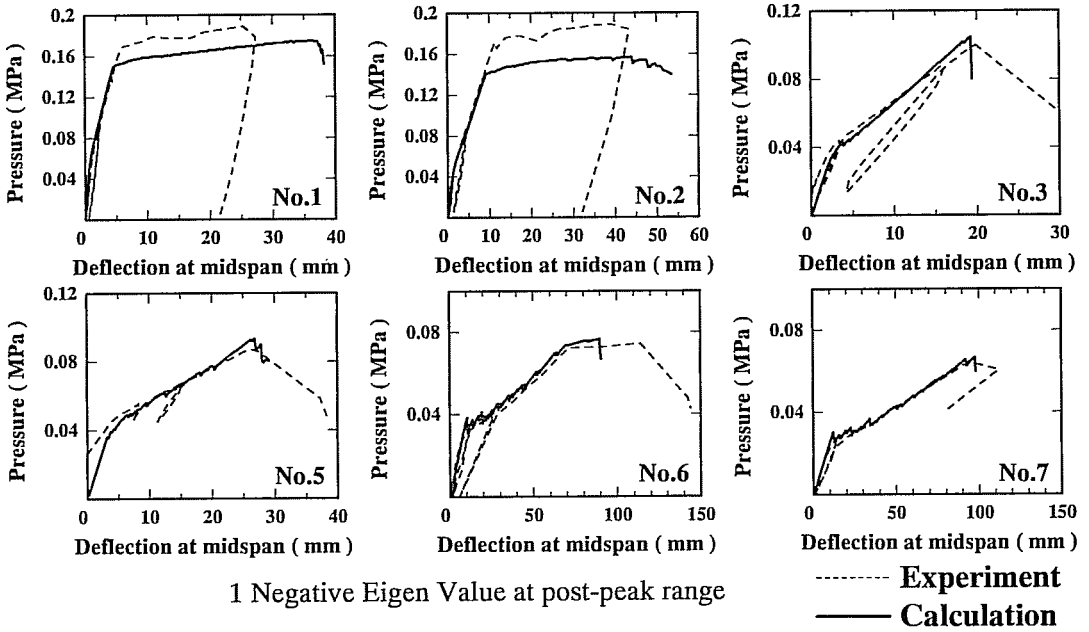 0.2
0.16
0.12
0.08
0.04
Pressure ( MPa )
No.1
0 10 20 30 40
Deflection at midspan ( mm )
0.2
0.16
0.12
0.08
0.04
Pressure ( MPa )
No.2
0 10 20 30 40 50 60
Deflection at midspan ( mm )
0.12
0.08
0.04
Pressure ( MPa )
No.3
0 10 20 30
Deflection at midspan ( mm )
0.12
0.08
0.04
Pressure ( MPa )
No.5
0 10 20 30 40
Deflection at midspan ( mm )
0.08
0.04
Pressure ( MPa )
No.6
0 50 100 150
Deflection at midspan ( mm )
0.12
0.08
0.04
Pressure ( MPa )
No.7
0 50 100 150
Deflection at midspan ( mm )
1 Negative Eigen Value at post-peak range
Experiment
Calculation